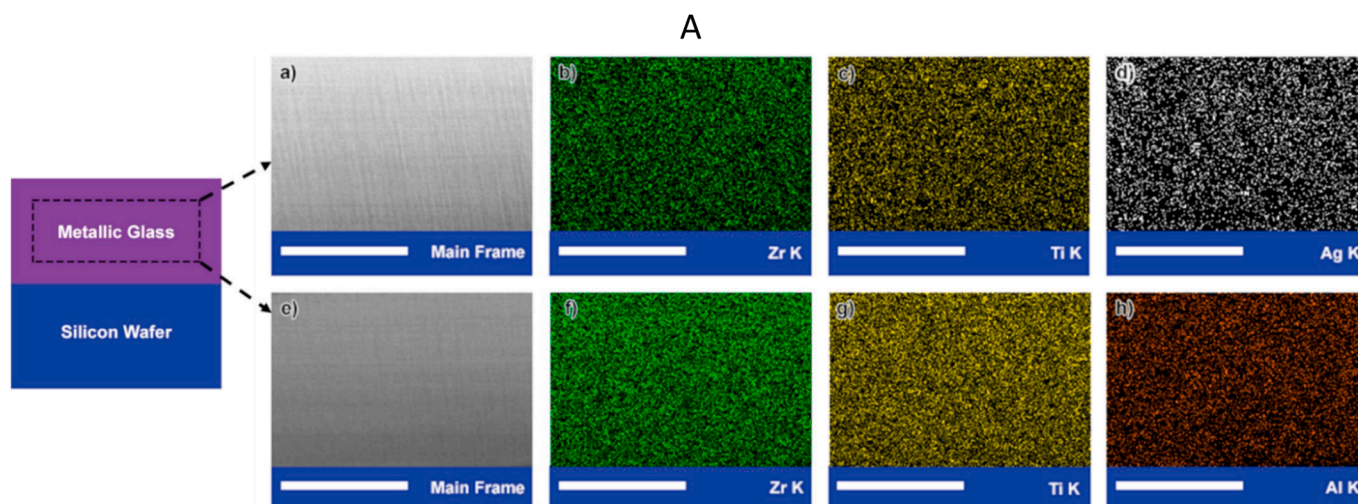 A
a)
b)
c)
d)
Metallic Glass
Silicon Wafer
Main Frame
Zr K
Ti K
Ag K
e)
f)
g)
h)
Main Frame
Zr K
Ti K
Al K